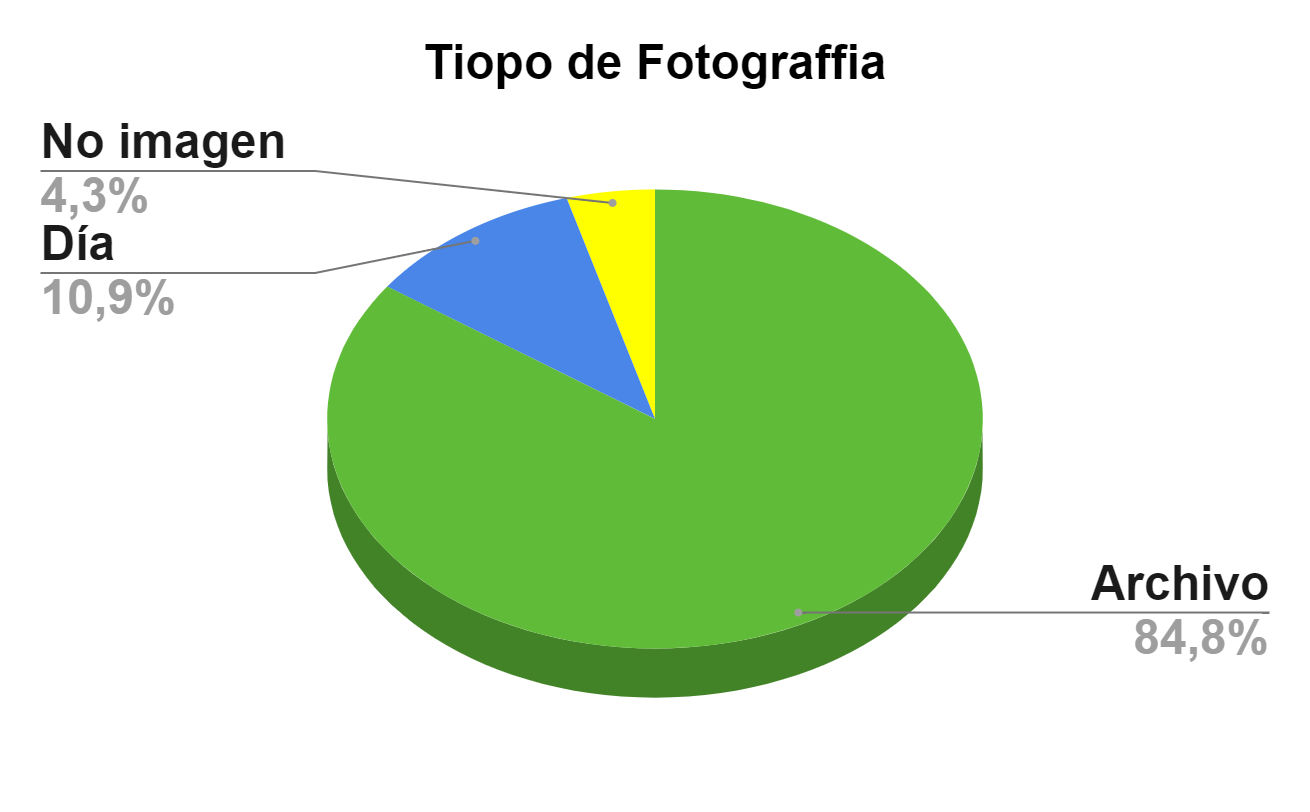 Tiopo de Fotograffia
No imagen
4,3%
Día
10,9%
Archivo
84,8%